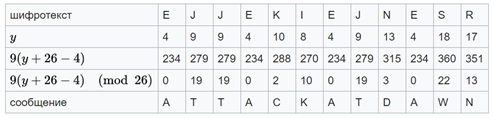 шифротекст E J J E K I E J N E S R
y 4 9 9 4 10 8 4 9 13 4 18 17
9(y + 26 − 4) 234 279 279 234 288 270 234 279 315 234 360 351
9(y + 26 − 4) (mod 26) 0 19 19 0 2 10 0 19 3 0 22 13
сообщение A T T A C K A T D A W N